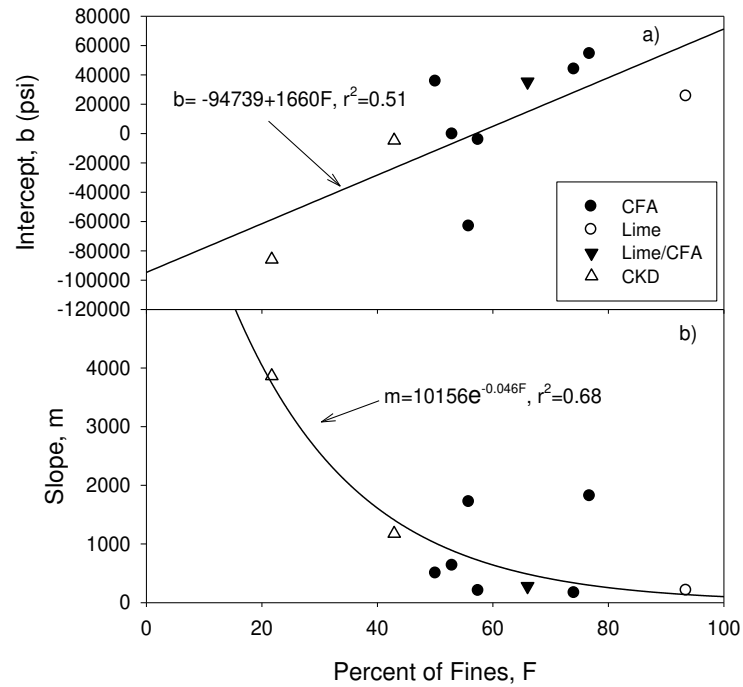 80000
60000
40000
20000
0
-20000
-40000
-60000
-80000
-100000
-120000
Intercept, b (psi)
a)
b= -94739+1660F, r²=0.51
CFA
Lime
Lime/CFA
CKD
b)
m=10156e^-0.046F, r²=0.68
4000
3000
2000
1000
0
Slope, m
0 20 40 60 80 100
Percent of Fines, F